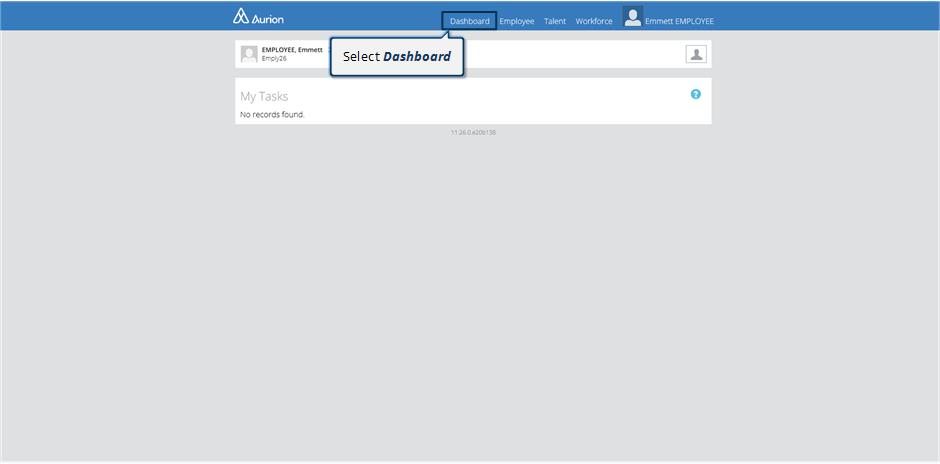 Aurion
Dashboard Employee Talent Workforce Emmett EMPLOYEE
EMPLOYEE, Emmett
Emply26
Select Dashboard
My Tasks
?
No records found.
11.26.0.e20b138